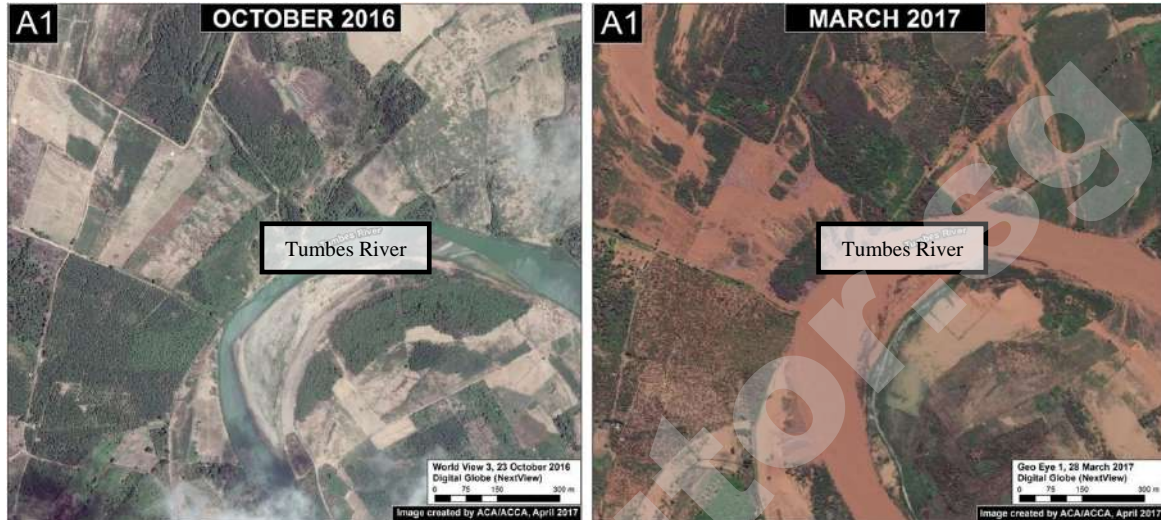 A1
OCTOBER 2016
Tumbes River
World View 3, 23 October 2016
Digital Globe (NextView)
0 75 150 300 m
Image created by ACA/ACCA, April 2017
A1
MARCH 2017
Tumbes River
Geo Eye 1, 28 March 2017
Digital Globe (NextView)
0 75 150 300 m
Image created by ACA/ACCA, April 2017